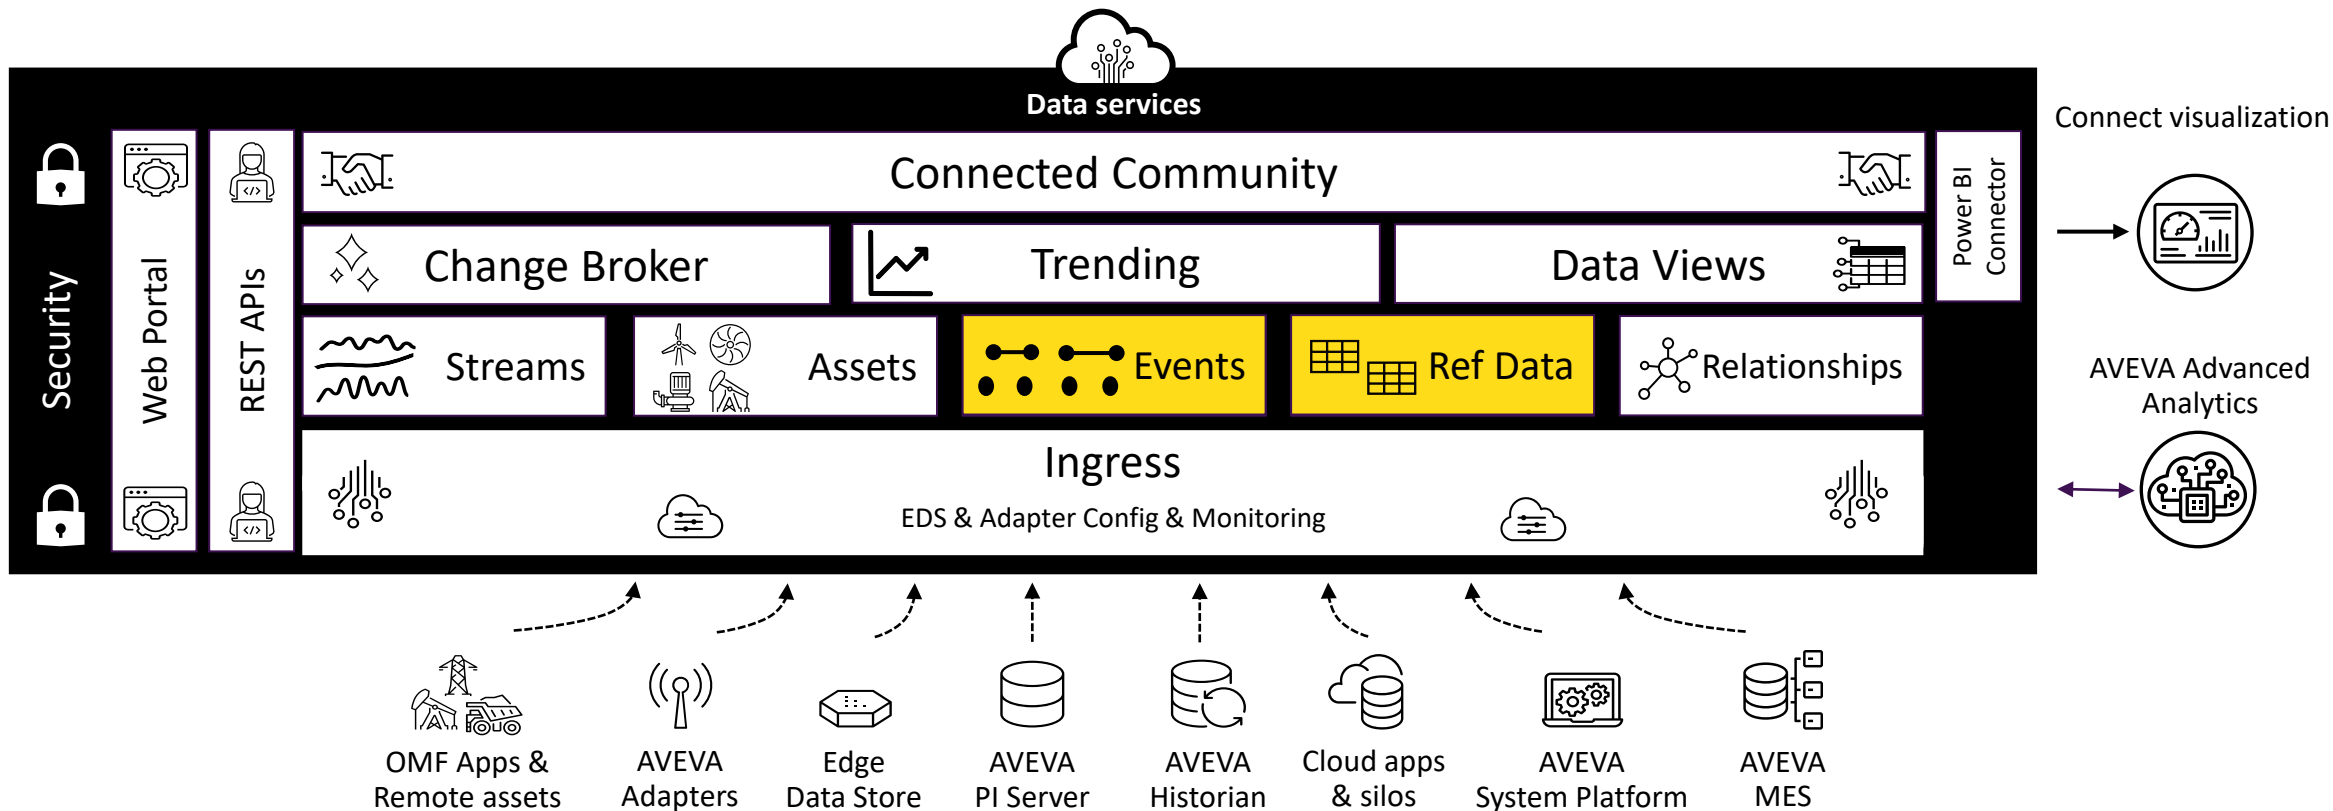 Data services
Security
Web Portal
REST APIs
Connected Community
Power BI
Connector
Change Broker
Trending
Data Views
Streams
Assets
Events
Ref Data
Relationships
Ingress
EDS & Adapter Config & Monitoring
Connect visualization
AVEVA Advanced
Analytics
OMF Apps &
Remote assets
AVEVA
Adapters
Edge
Data Store
AVEVA
PI Server
AVEVA
Historian
Cloud apps
& silos
AVEVA
System Platform
AVEVA
MES